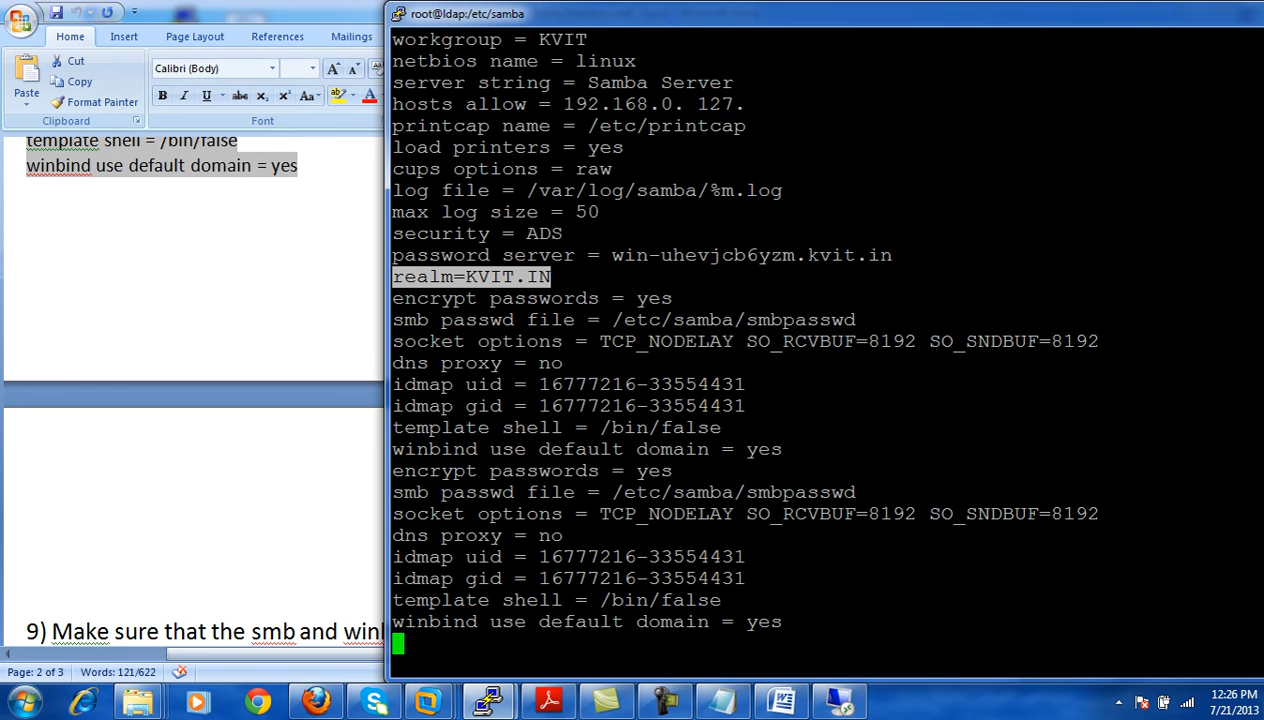 root@ldap:/etc/samba
Home Insert Page Layout References Mailings
Paste
Cut
Copy
Format Painter
Clipboard
Calibri (Body)
Font
template shell = /bin/false
winbind use default domain = yes
9) Make sure that the smb and
Page: 2 of 3 Words: 121/622
workgroup = KVIT
netbios name = linux
server string = Samba Server
hosts allow = 192.168.0. 127.
printcap name = /etc/printcap
load printers = yes
cups options = raw
log file = /var/log/samba/%m.log
max log size = 50
security = ADS
password server = win-uhevjcb6yzm.kvit.in
realm=KVIT.IN
encrypt passwords = yes
smb passwd file = /etc/samba/smbpasswd
socket options = TCP_NODELAY SO_RCVBUF=8192 SO_SNDBUF=8192
dns proxy = no
idmap uid = 16777216-33554431
idmap gid = 16777216-33554431
template shell = /bin/false
winbind use default domain = yes
encrypt passwords = yes
smb passwd file = /etc/samba/smbpasswd
socket options = TCP_NODELAY SO_RCVBUF=8192 SO_SNDBUF=8192
dns proxy = no
idmap uid = 16777216-33554431
idmap gid = 16777216-33554431
template shell = /bin/false
winbind use default domain = yes
12:26 PM
7/21/2013